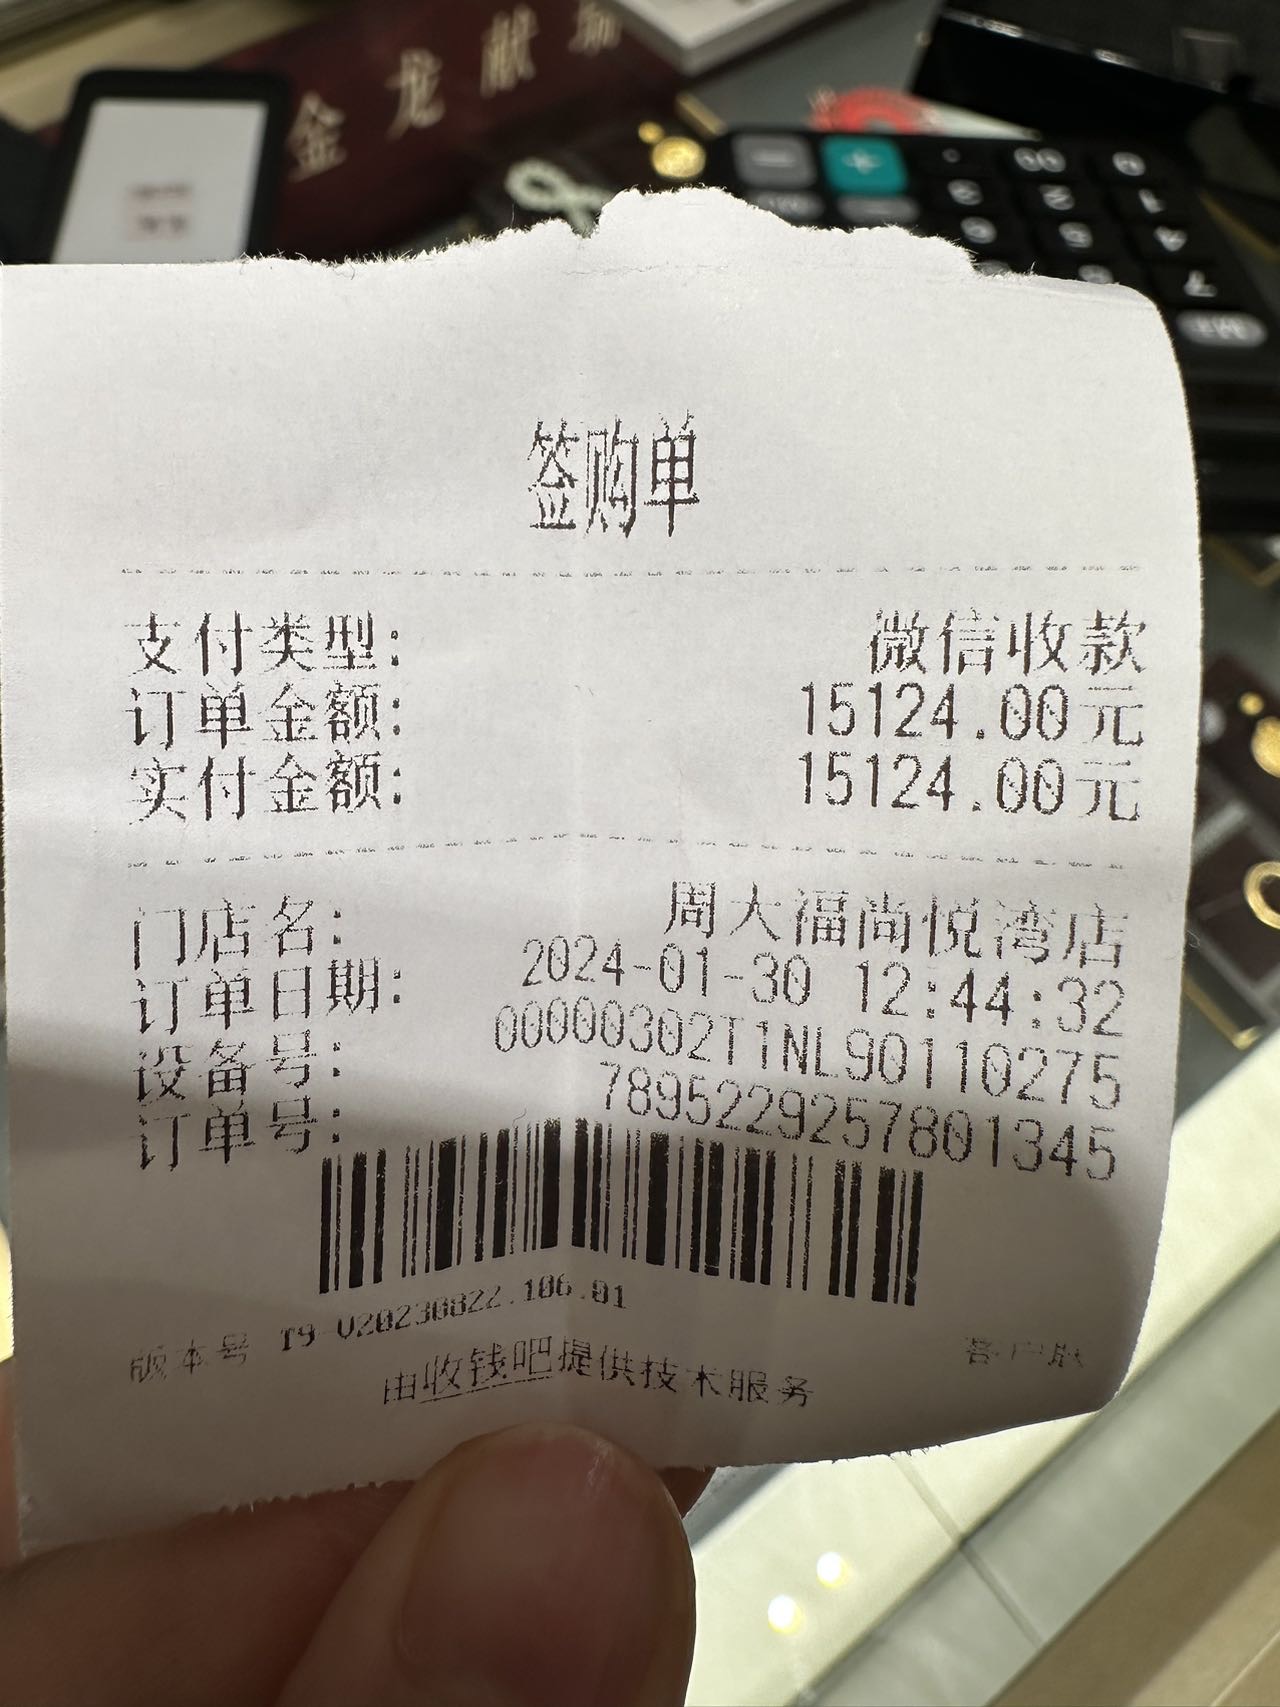 金龙献瑞
签购单
支付类型: 微信收款
订单金额: 15124.00元
实付金额: 15124.00元
门店名: 周大福尚悦湾店
订单日期: 2024-01-30 12:44:32
设备号: 00000302T1NL90110275
订单号: 7895229257801345
版本号 T9-V20230822.106.01 客户联
由收钱吧提供技术服务